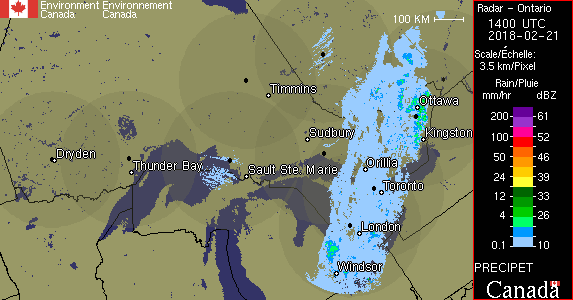 Environment Environnement
Canada Canada
100 KM
Timmins
Ottawa
Sudbury
Kingston
Dryden
Thunder Bay
Sault Ste. Marie
Orillia
Toronto
London
Windsor
Radar - Ontario
1400 UTC
2018-02-21
Scale/Échelle:
3.5 km/Pixel
Rain/Pluie
mm/hr dBZ
200 61
100 52
50 46
24 39
12 33
4 26
0.1 10
PRECIPET
Canada